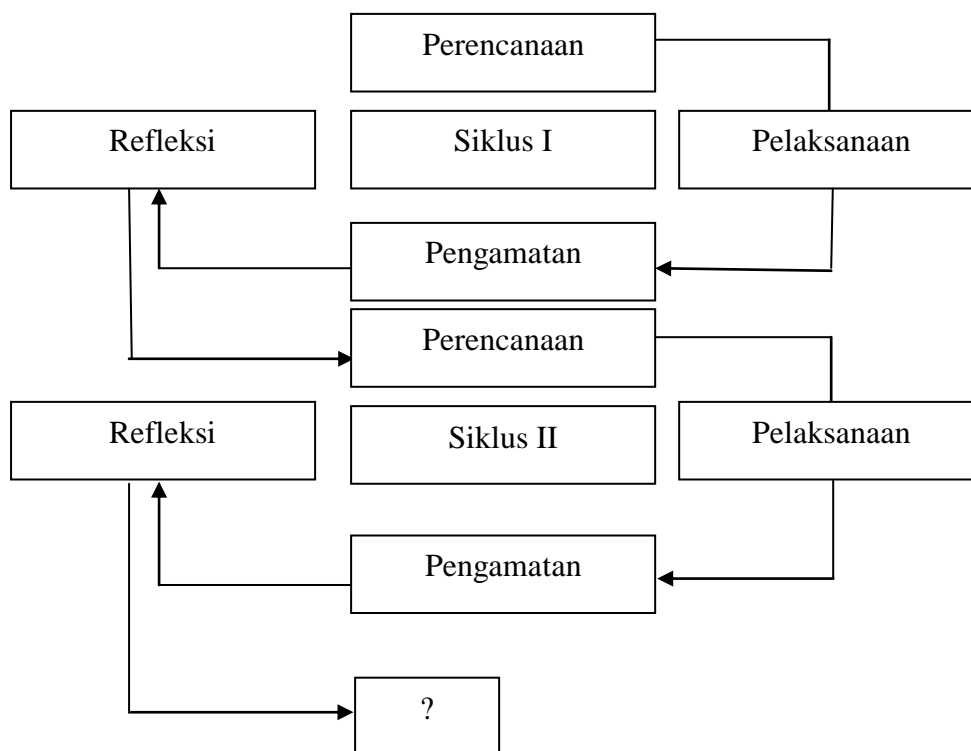 Perencanaan
Refleksi
Siklus I
Pelaksanaan
Pengamatan
Perencanaan
Refleksi
Siklus II
Pelaksanaan
Pengamatan
?